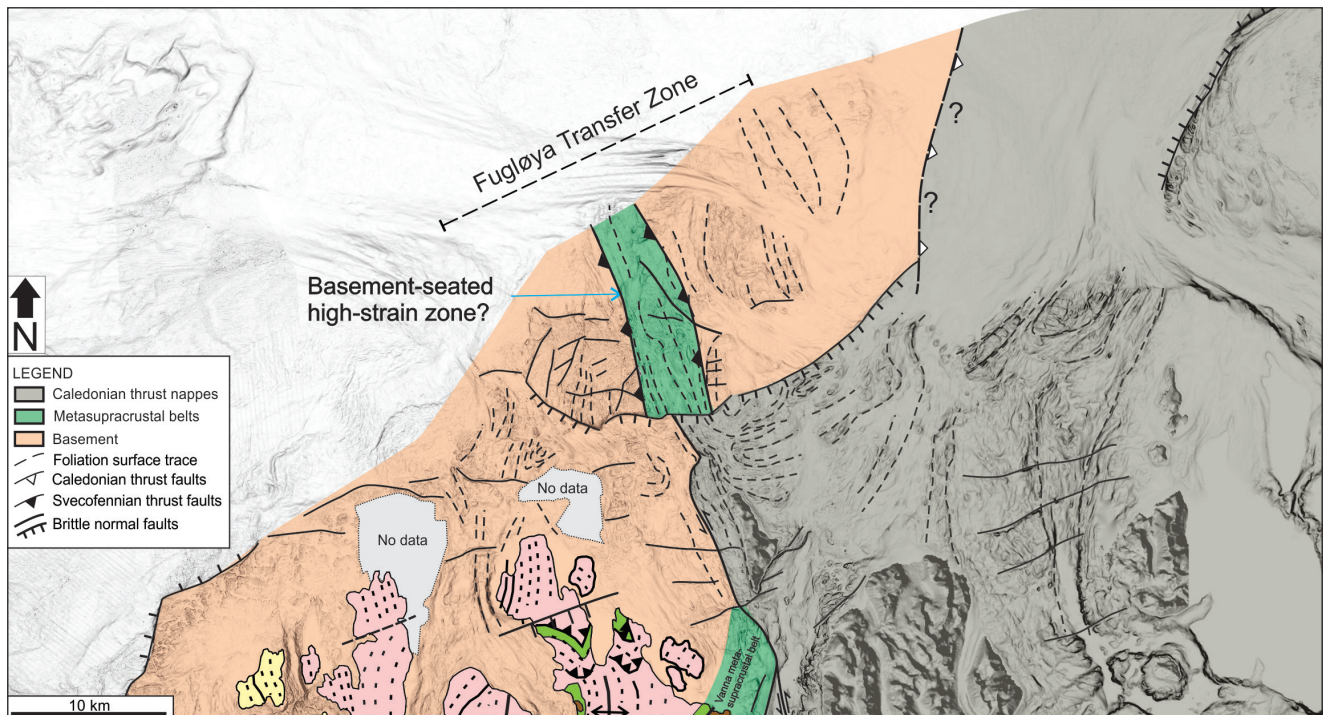 Fugløya Transfer Zone
?
?
Basement-seated
high-strain zone?
N
LEGEND
Caledonian thrust nappes
Metasupracrustal belts
Basement
Foliation surface trace
Caledonian thrust faults
Svecofennian thrust faults
Brittle normal faults
No data
No data
Vanna meta-
supracrustal belt
10 km